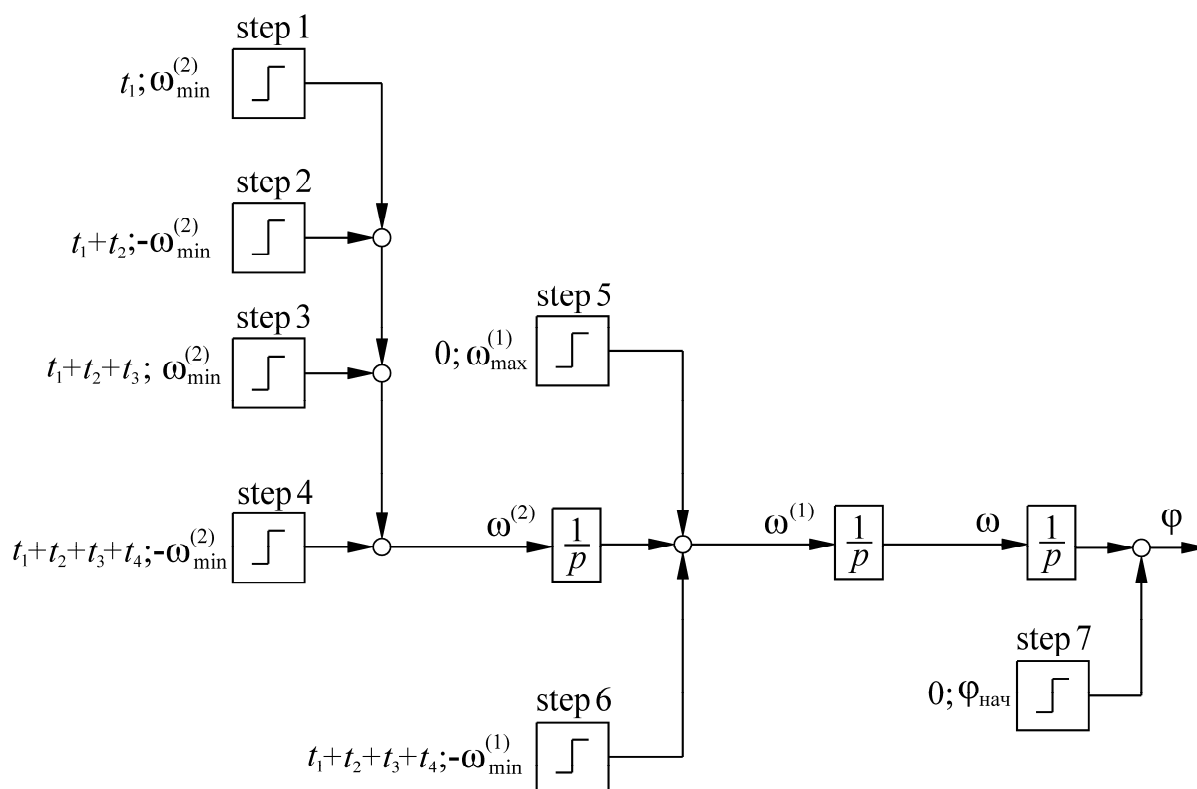 step 1
t₁; ω⁽²⁾min
step 2
t₁+t₂;-ω⁽²⁾min
step 3
t₁+t₂+t₃; ω⁽²⁾min
step 4
t₁+t₂+t₃+t₄;-ω⁽²⁾min
step 5
0; ω⁽¹⁾max
ω⁽²⁾
1
p
ω⁽¹⁾
1
p
ω
1
p
φ
step 6
t₁+t₂+t₃+t₄;-ω⁽¹⁾min
step 7
0; φнач